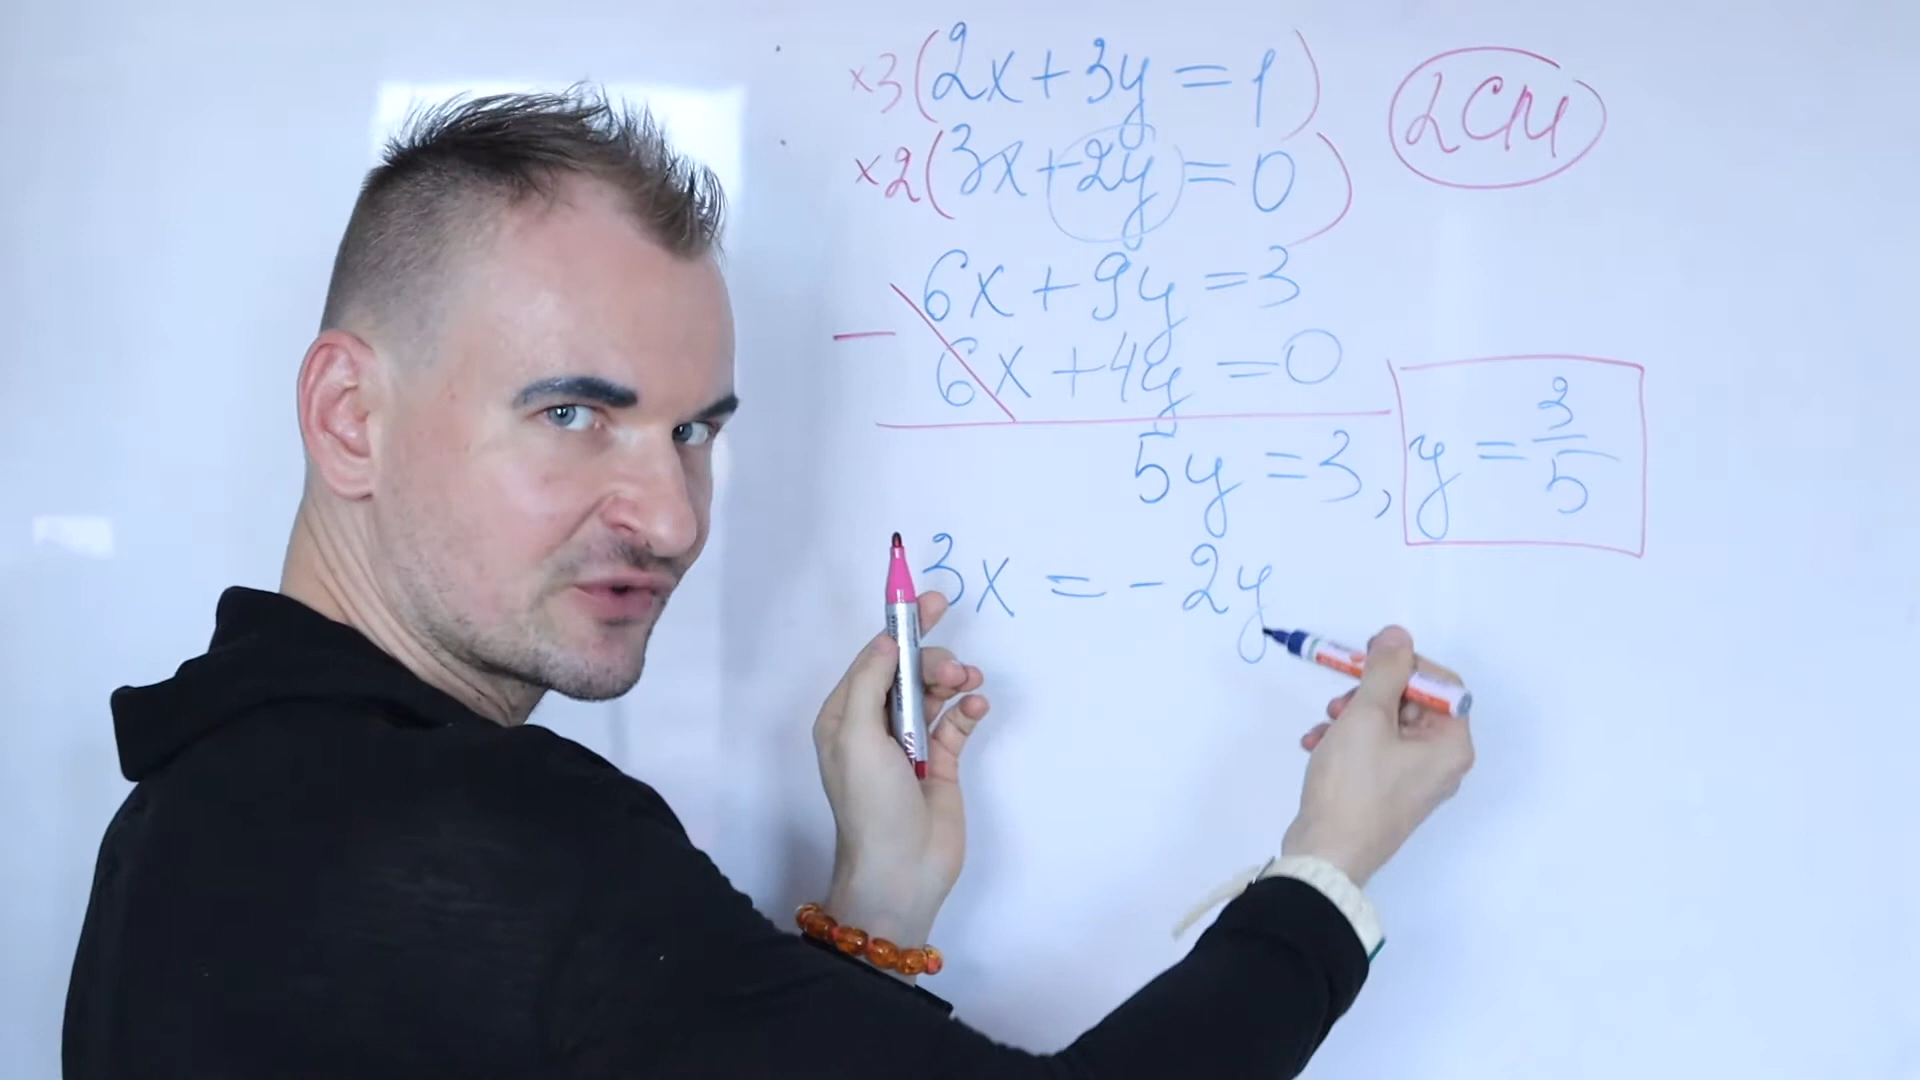 ×3(2x+3y=1)
2СМ
×2(3x+2y=0)
6x+9y=3
−
6x+4y=0
5y=3, y=3/5
3x=-2y